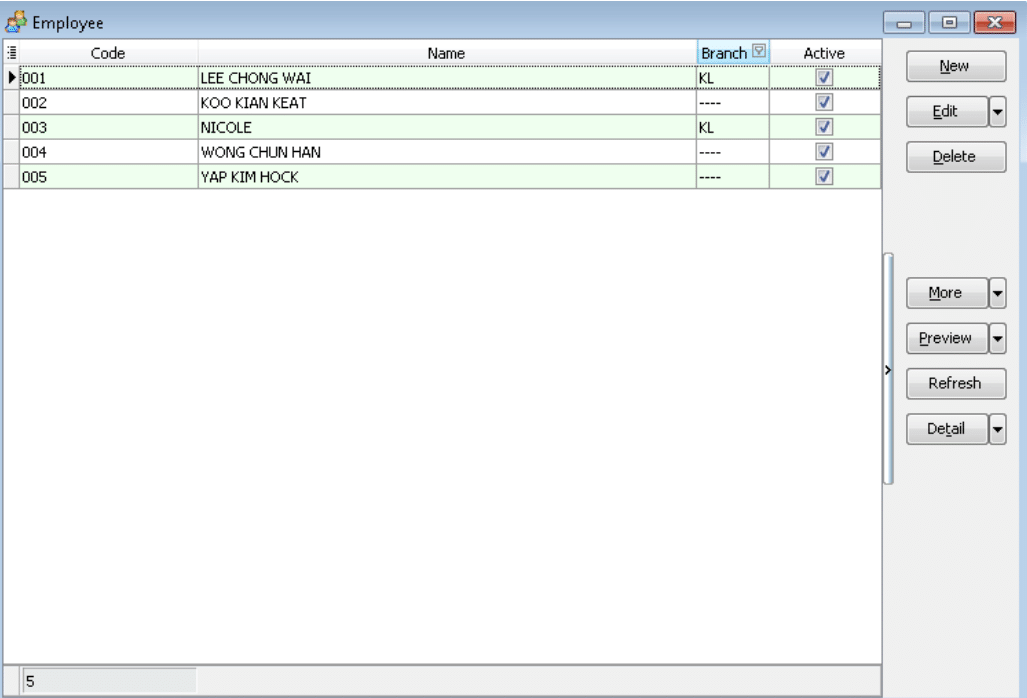 Employee
Code Name Branch Active
001 LEE CHONG WAI KL
002 KOO KIAN KEAT ----
003 NICOLE KL
004 WONG CHUN HAN ----
005 YAP KIM HOCK ----
5
New
Edit
Delete
More
Preview
Refresh
Detail